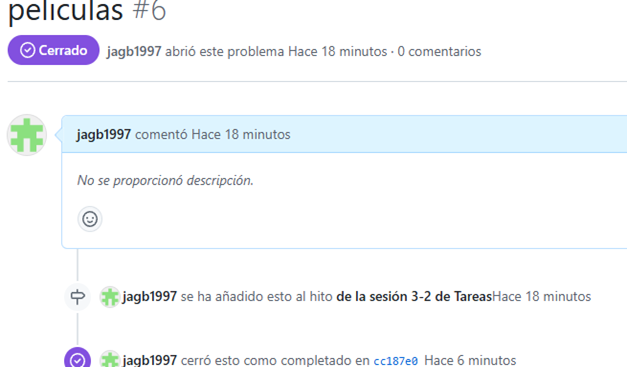 películas #6
Cerrado jagb1997 abrió este problema Hace 18 minutos · 0 comentarios
jagb1997 comentó Hace 18 minutos
No se proporcionó descripción.
jagb1997 se ha añadido esto al hito de la sesión 3-2 de TareasHace 18 minutos
jagb1997 cerró esto como completado en cc187e0 Hace 6 minutos